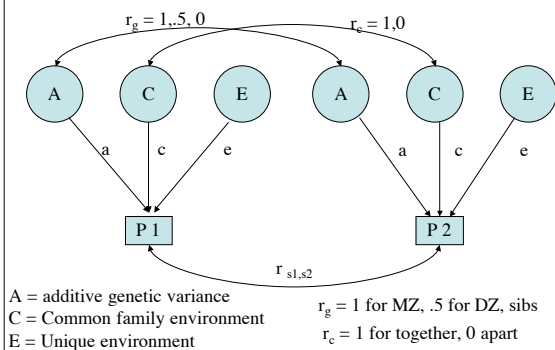 r_g = 1,.5, 0 r_c = 1,0
A C E A C E
a c e a c e
P 1 P 2
r_s1,s2
A = additive genetic variance
C = Common family environment
E = Unique environment
r_g = 1 for MZ, .5 for DZ, sibs
r_c = 1 for together, 0 apart